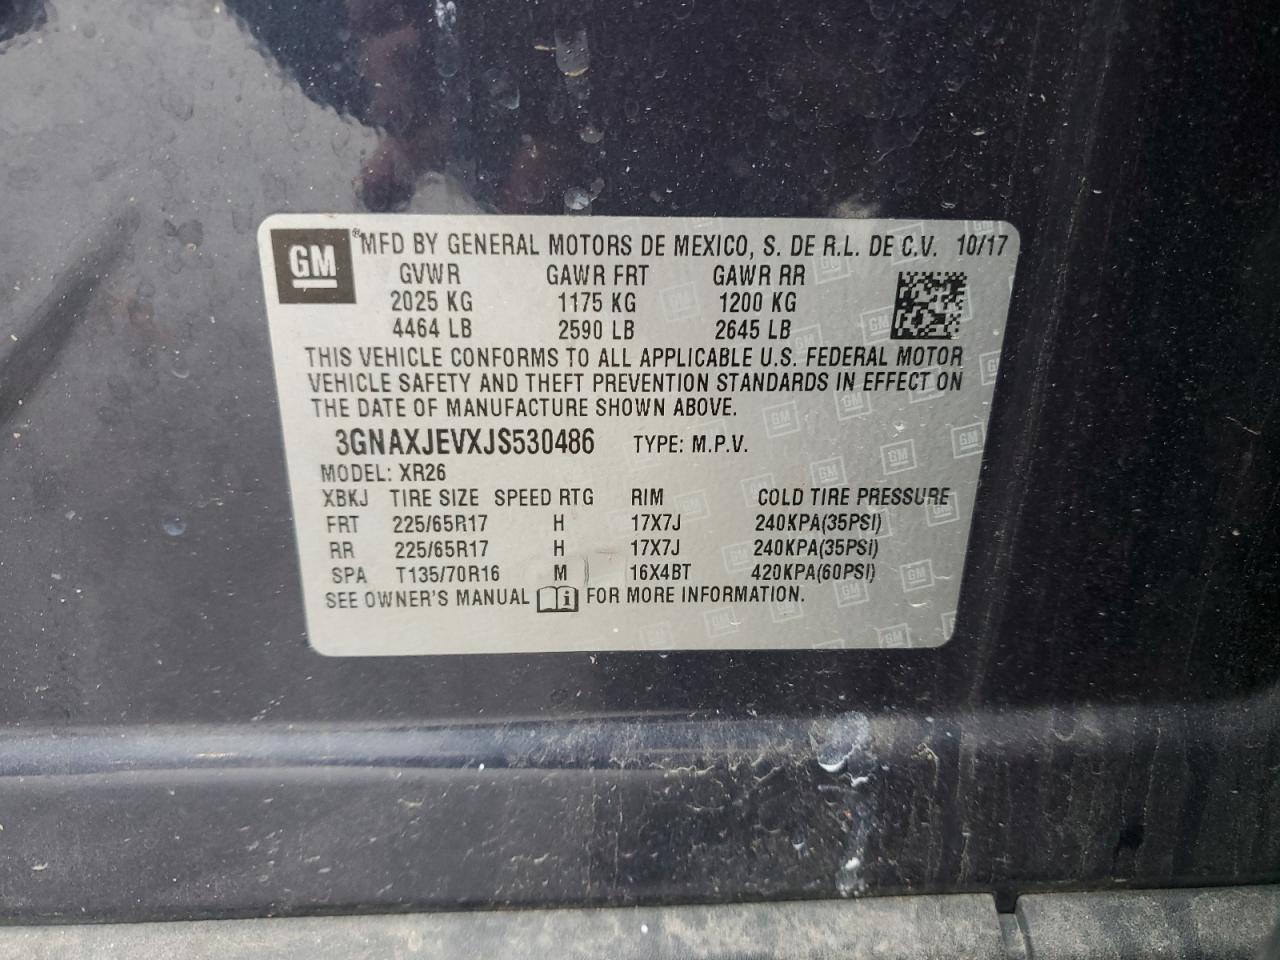 GM
®MFD BY GENERAL MOTORS DE MEXICO, S. DE R.L. DE C.V. 10/17
GVWR GAWR FRT GAWR RR
2025 KG 1175 KG 1200 KG
4464 LB 2590 LB 2645 LB
THIS VEHICLE CONFORMS TO ALL APPLICABLE U.S. FEDERAL MOTOR
VEHICLE SAFETY AND THEFT PREVENTION STANDARDS IN EFFECT ON
THE DATE OF MANUFACTURE SHOWN ABOVE.
3GNAXJEVXJS530486 TYPE: M.P.V.
MODEL: XR26
XBKJ TIRE SIZE SPEED RTG RIM COLD TIRE PRESSURE
FRT 225/65R17 H 17X7J 240KPA(35PSI)
RR 225/65R17 H 17X7J 240KPA(35PSI)
SPA T135/70R16 M 16X4BT 420KPA(60PSI)
SEE OWNER'S MANUAL i FOR MORE INFORMATION.